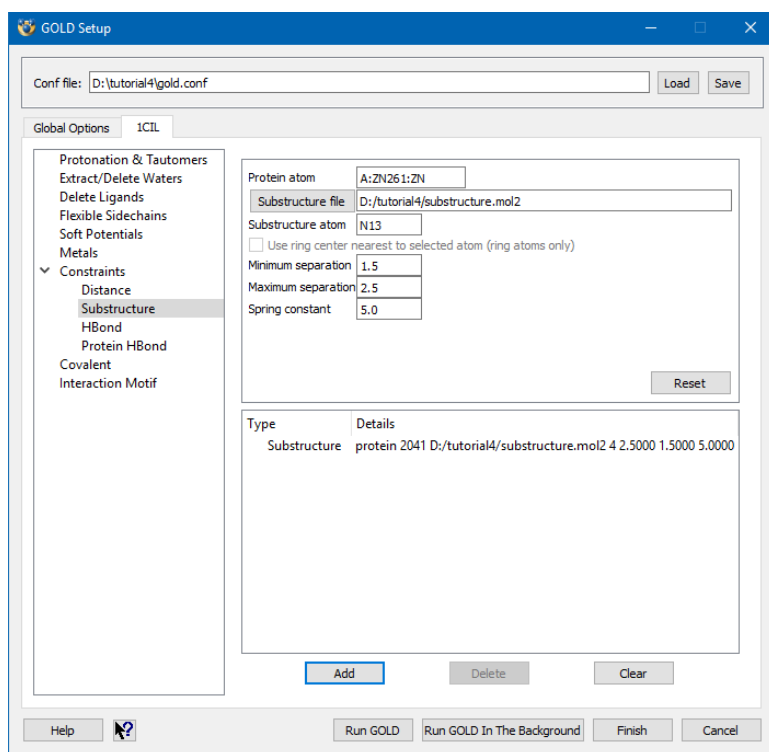 GOLD Setup
Conf file: D:\tutorial4\gold.conf Load Save
Global Options 1CIL
Protonation & Tautomers
Extract/Delete Waters
Delete Ligands
Flexible Sidechains
Soft Potentials
Metals
Constraints
Distance
Substructure
HBond
Protein HBond
Covalent
Interaction Motif
Protein atom A:ZN261:ZN
Substructure file D:/tutorial4/substructure.mol2
Substructure atom N13
Use ring center nearest to selected atom (ring atoms only)
Minimum separation 1.5
Maximum separation 2.5
Spring constant 5.0
Reset
Type Details
Substructure protein 2041 D:/tutorial4/substructure.mol2 4 2.5000 1.5000 5.0000
Add Delete Clear
Help ? Run GOLD Run GOLD In The Background Finish Cancel